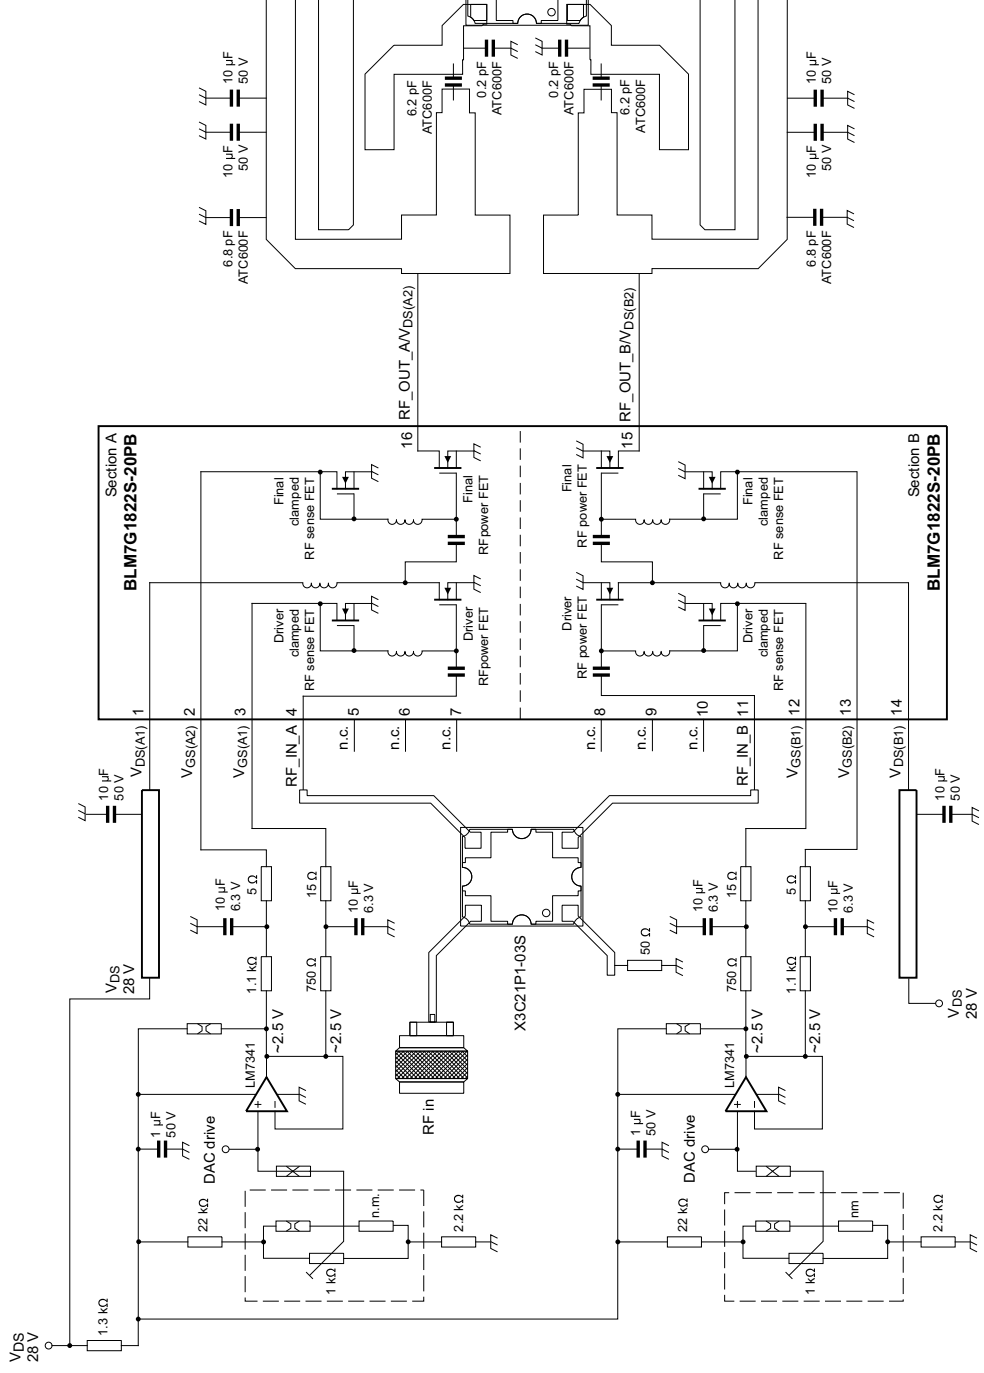 10 µF
50 V
10 µF
50 V
6.8 pF
ATC600F
6.2 pF
ATC600F
0.2 pF
ATC600F
0.2 pF
ATC600F
6.2 pF
ATC600F
10 µF
50 V
10 µF
50 V
6.8 pF
ATC600F
RF_OUT_A/VDS(A2)
RF_OUT_B/VDS(B2)
16
15
Section A
BLM7G1822S-20PB
Final
clamped
RF sense FET
Final
RFpower FET
Driver
clamped
RF sense FET
Driver
RFpower FET
Final
RF power FET
Final
clamped
RF sense FET
Driver
RF power FET
Driver
clamped
RF sense FET
Section B
BLM7G1822S-20PB
1
2
3
4
5
6
7
8
9
10
11
12
13
14
VDS(A1)
VGS(A2)
VGS(A1)
RF_IN_A
n.c.
n.c.
n.c.
n.c.
n.c.
n.c.
RF_IN_B
VGS(B1)
VGS(B2)
VDS(B1)
10 µF
50 V
VDS
28 V
10 µF
6.3 V
5 Ω
15 Ω
10 µF
6.3 V
1.1 kΩ
750 Ω
~2.5 V
~2.5 V
LM7341
+
−
1 µF
50 V
DAC drive
22 kΩ
n.m.
1 kΩ
2.2 kΩ
1.3 kΩ
VDS
28 V
RF in
X3C21P1-03S
50 Ω
10 µF
6.3 V
15 Ω
5 Ω
10 µF
6.3 V
750 Ω
1.1 kΩ
~2.5 V
~2.5 V
LM7341
+
−
1 µF
50 V
DAC drive
22 kΩ
nm
1 kΩ
2.2 kΩ
10 µF
50 V
VDS
28 V